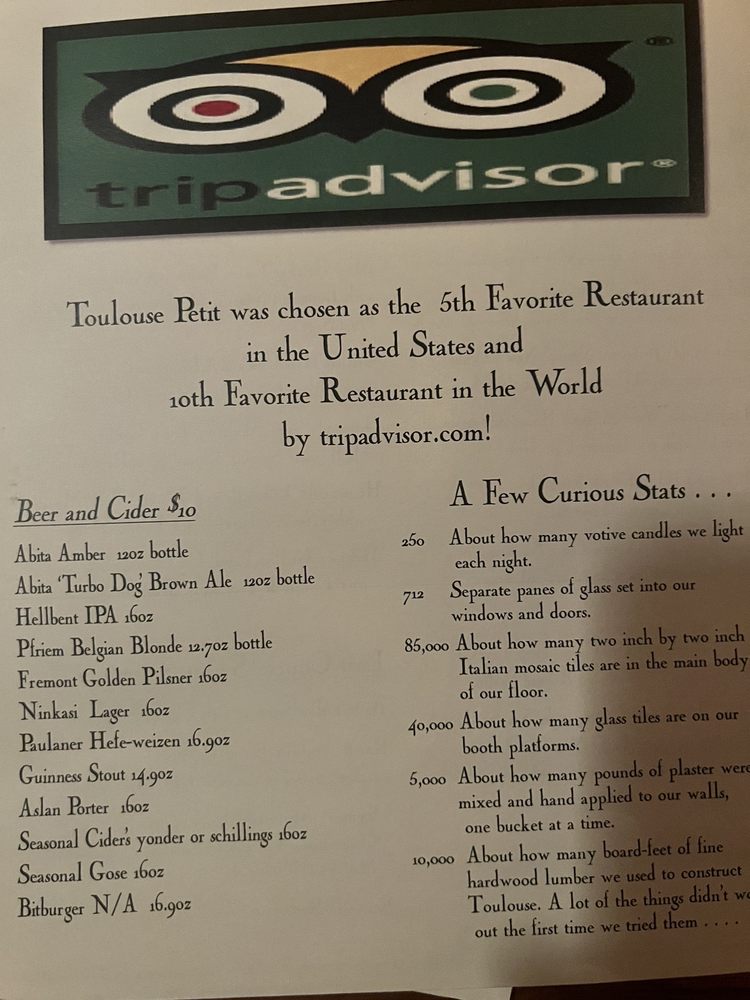 tripadvisor®
Toulouse Petit was chosen as the 5th Favorite Restaurant
in the United States and
10th Favorite Restaurant in the World
by tripadvisor.com!
Beer and Cider $10
Abita Amber 12oz bottle
Abita 'Turbo Dog' Brown Ale 12oz bottle
Hellbent IPA 16oz
Pfriem Belgian Blonde 12.7oz bottle
Fremont Golden Pilsner 16oz
Ninkasi Lager 16oz
Paulaner Hefe-weizen 16.9oz
Guinness Stout 14.9oz
Aslan Porter 16oz
Seasonal Cider's yonder or schillings 16oz
Seasonal Gose 16oz
Bitburger N/A 16.9oz
A Few Curious Stats . . .
250 About how many votive candles we light
each night.
712 Separate panes of glass set into our
windows and doors.
85,000 About how many two inch by two inch
Italian mosaic tiles are in the main body
of our floor.
40,000 About how many glass tiles are on our
booth platforms.
5,000 About how many pounds of plaster were
mixed and hand applied to our walls,
one bucket at a time.
10,000 About how many board-feet of fine
hardwood lumber we used to construct
Toulouse. A lot of the things didn't
out the first time we tried them . . . .